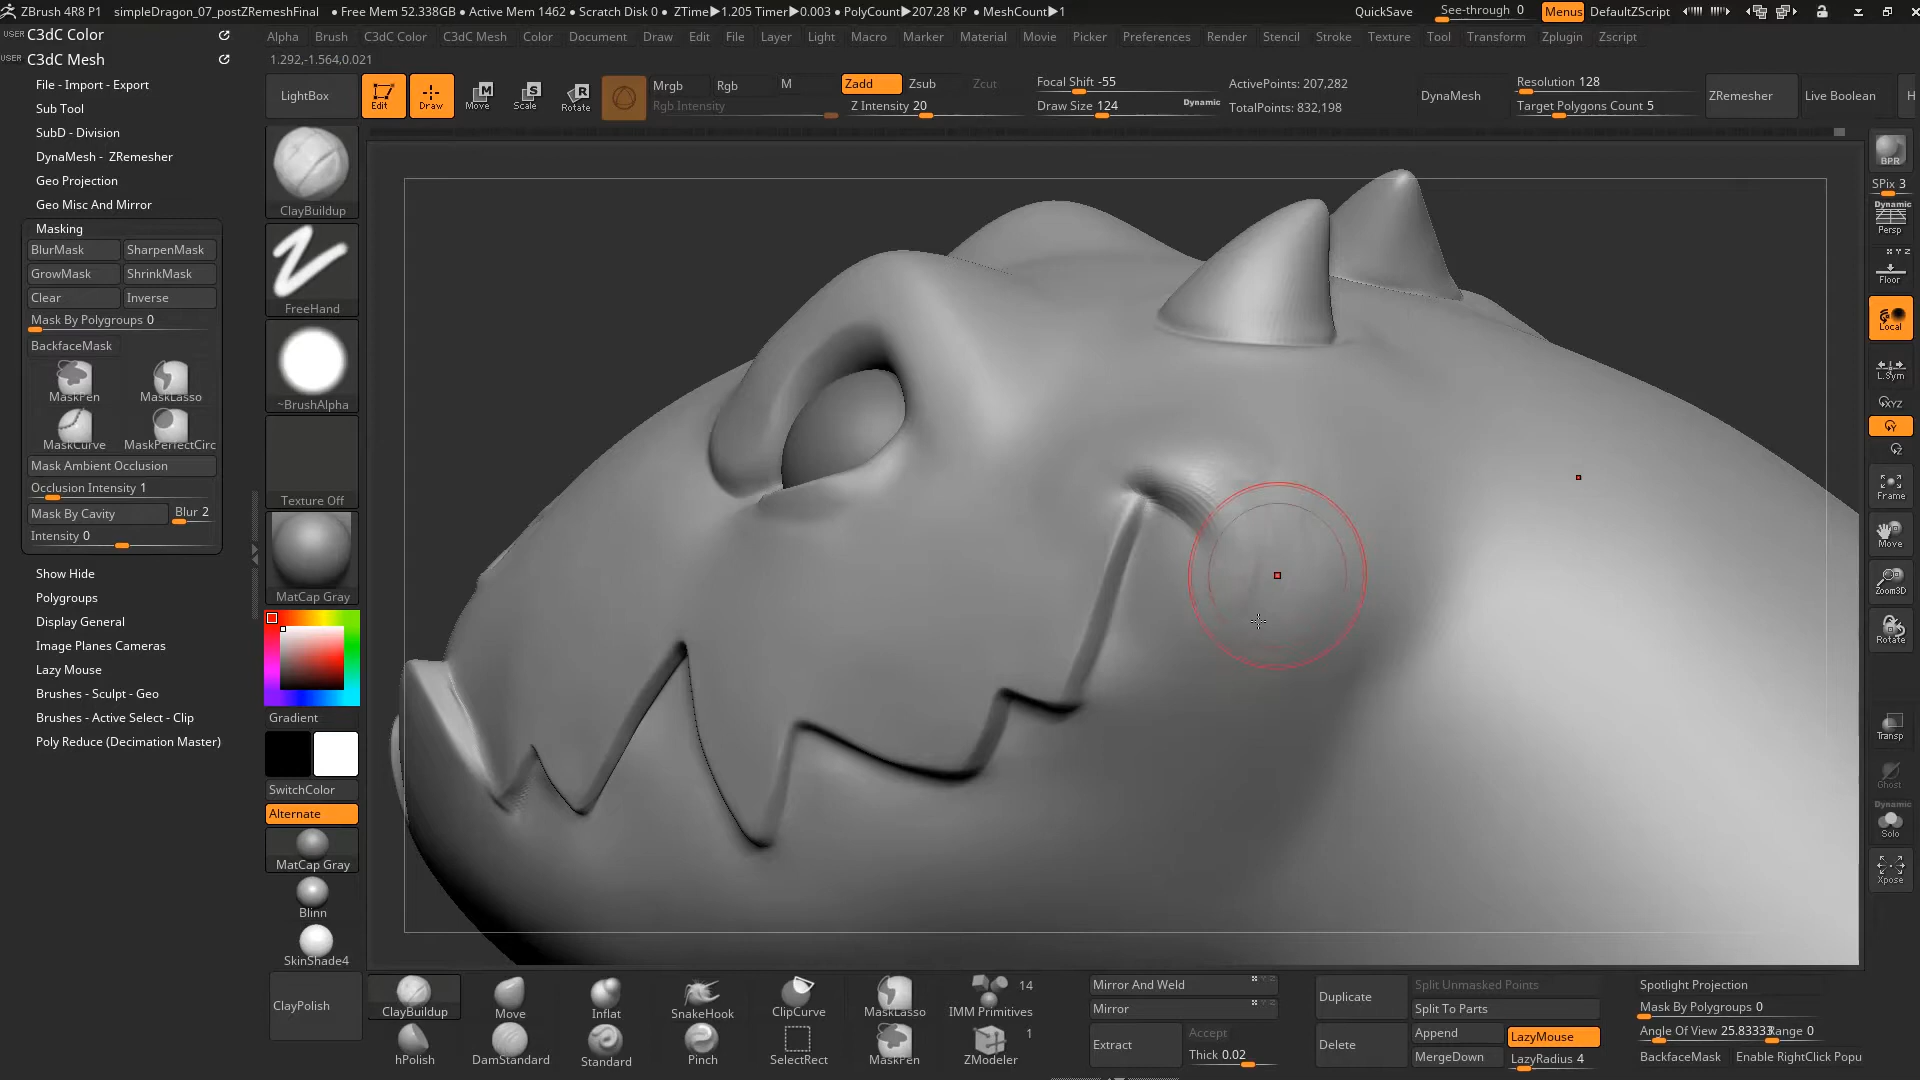 ZBrush 4R8 P1 simpleDragon_07_postZRemeshFinal • Free Mem 52.338GB • Active Mem 1462 • Scratch Disk 0 • ZTime▶1.205 Timer▶0.003 • PolyCount▶207.28 KP • MeshCount▶1 QuickSave See-through 0 Menus DefaultZScript
USER C3dC Color
USER C3dC Mesh
Alpha Brush C3dC Color C3dC Mesh Color Document Draw Edit File Layer Light Macro Marker Material Movie Picker Preferences Render Stencil Stroke Texture Tool Transform Zplugin Zscript
1.292,-1.564,0.021
File - Import - Export
Sub Tool
SubD - Division
DynaMesh - ZRemesher
Geo Projection
Geo Misc And Mirror
Masking
BlurMask SharpenMask
GrowMask ShrinkMask
Clear Inverse
Mask By Polygroups 0
BackfaceMask
MaskPen MaskLasso
MaskCurve MaskPerfectCirc
Mask Ambient Occlusion
Occlusion Intensity 1
Mask By Cavity Blur 2
Intensity 0
Show Hide
Polygroups
Display General
Image Planes Cameras
Lazy Mouse
Brushes - Sculpt - Geo
Brushes - Active Select - Clip
Poly Reduce (Decimation Master)
LightBox Edit Draw Move Scale Rotate
Mrgb Rgb M Zadd Zsub Zcut
Rgb Intensity Z Intensity 20
Focal Shift -55
Draw Size 124 Dynamic
ActivePoints: 207,282
TotalPoints: 832,198
DynaMesh
Resolution 128
Target Polygons Count 5
ZRemesher Live Boolean H
ClayBuildup
FreeHand
~BrushAlpha
Texture Off
MatCap Gray
Gradient
SwitchColor
Alternate
MatCap Gray
Blinn
SkinShade4
ClayPolish
BPR
SPix 3
Dynamic
Persp
X Y Z
Floor
Local
L.Sym
XYZ
Y
Z
Frame
Move
Zoom3D
Rotate
Transp
Ghost
Dynamic
Solo
Xpose
ClayBuildup Move Inflat SnakeHook ClipCurve MaskLasso IMM Primitives 14
hPolish DamStandard Standard Pinch SelectRect MaskPen ZModeler 1
Mirror And Weld X Y Z
Mirror X Y Z
Extract Accept
Thick 0.02
Duplicate
Delete
Split Unmasked Points
Split To Parts
Append LazyMouse
MergeDown LazyRadius 4
Spotlight Projection
Mask By Polygroups 0
Angle Of View 25.83333 Range 0
BackfaceMask Enable RightClick Popu